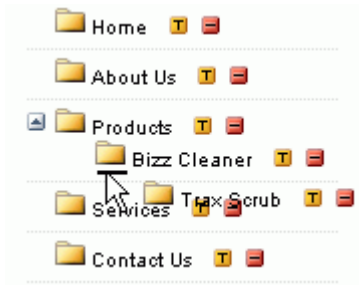 Home T
About Us T
Products T
Bizz Cleaner T
Trax Scrub T
Services T
Contact Us T